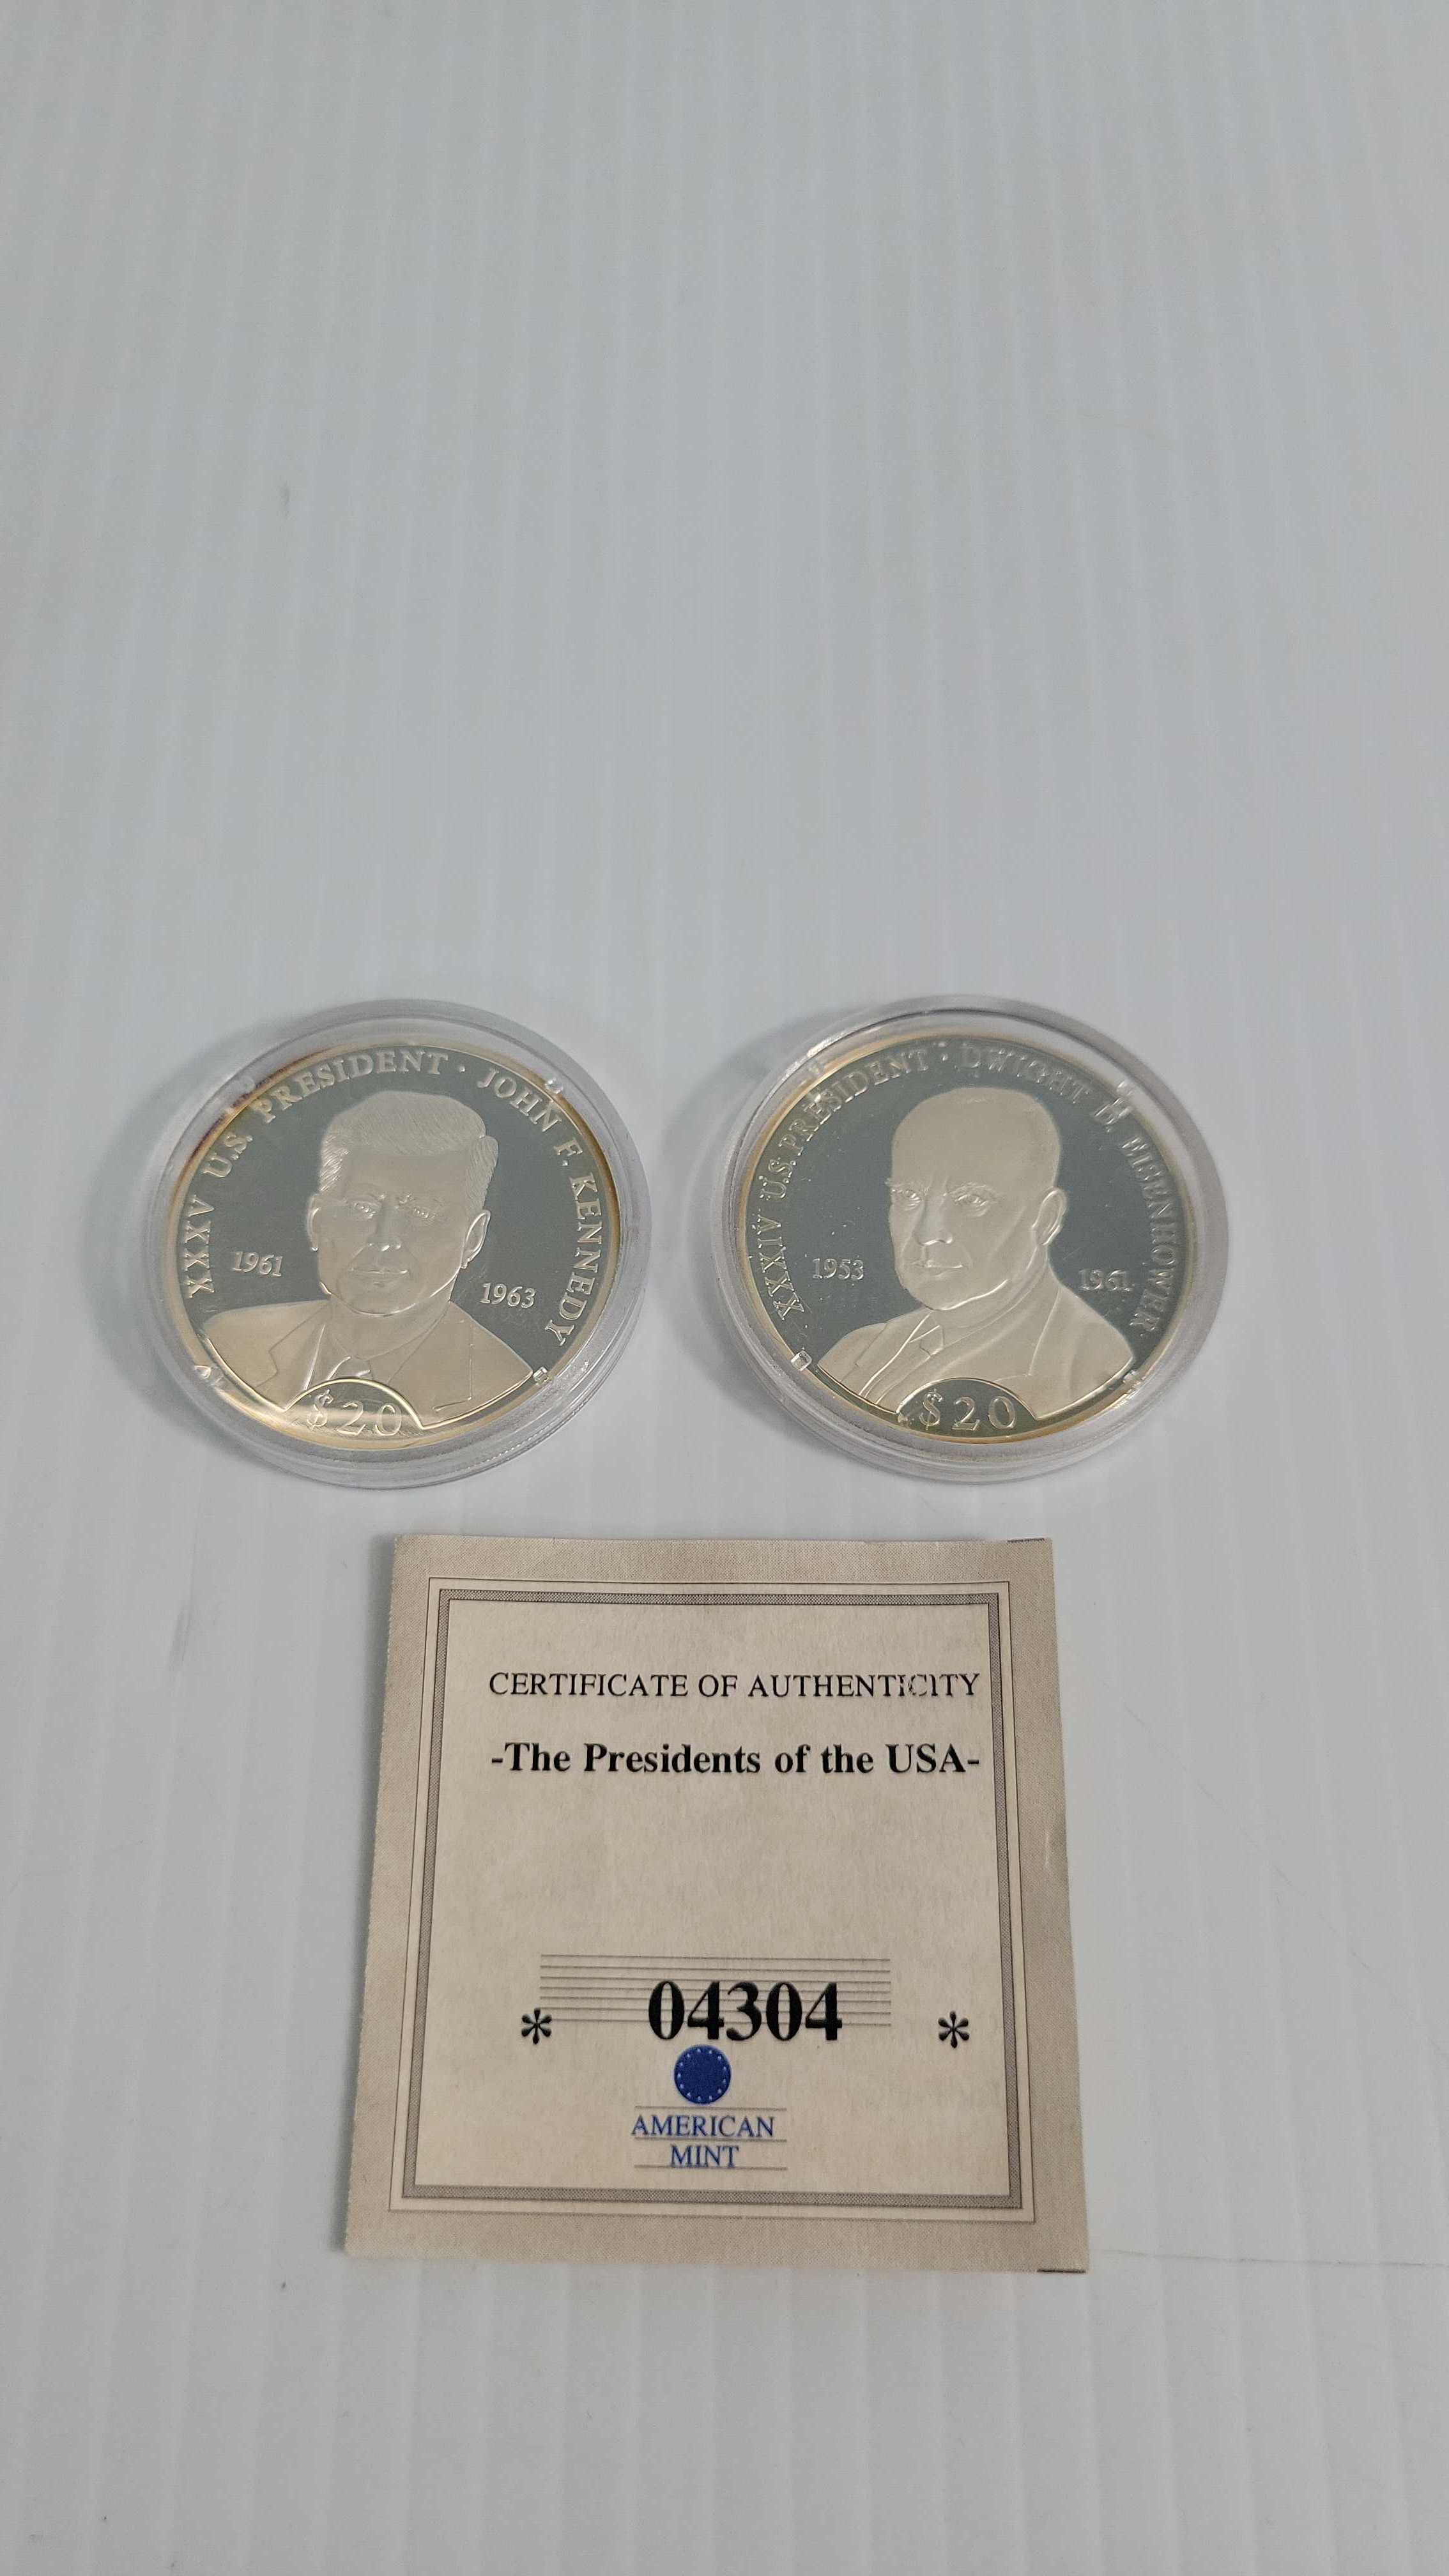 XXXV U.S. PRESIDENT · JOHN F. KENNEDY
1961
1963
$20
XXXIV U.S. PRESIDENT · DWIGHT D. EISENHOWER
1953
1961
$20
CERTIFICATE OF AUTHENTICITY
-The Presidents of the USA-
* 04304 *
AMERICAN
MINT